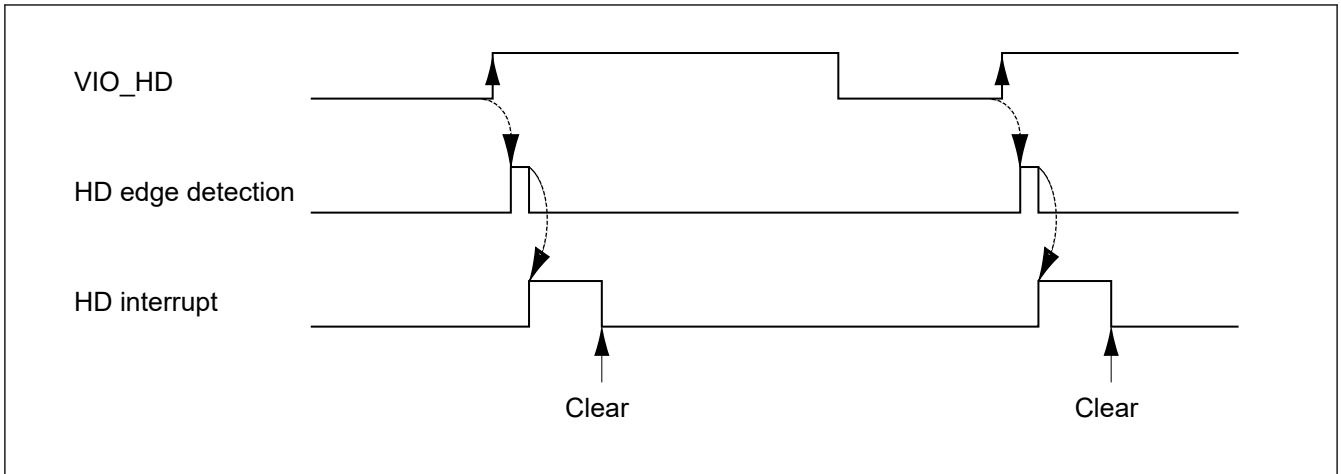 VIO_HD
HD edge detection
HD interrupt
Clear
Clear